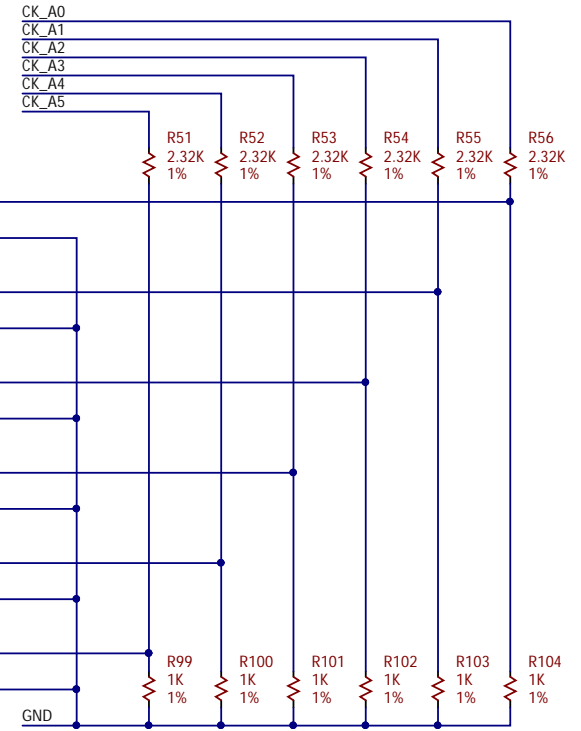 CK_A0
CK_A1
CK_A2
CK_A3
CK_A4
CK_A5
R51 R52 R53 R54 R55 R56
2.32K 2.32K 2.32K 2.32K 2.32K 2.32K
1% 1% 1% 1% 1% 1%
R99 R100 R101 R102 R103 R104
1K 1K 1K 1K 1K 1K
1% 1% 1% 1% 1% 1%
GND